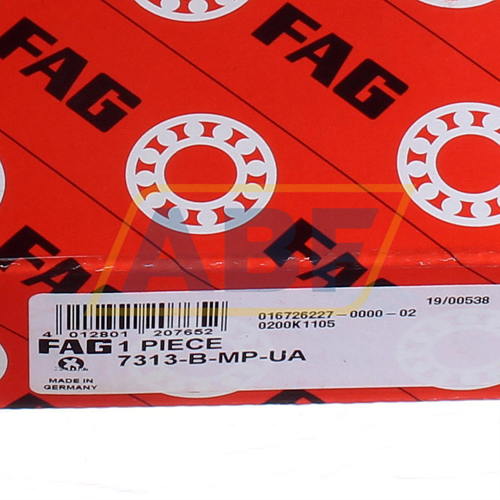 FAG
FAG
FAG
FAG
ABF
016726227-0000-02
0200K1105
19/00538
4 012801 207652
FAG 1 PIECE
7313-B-MP-UA
MADE IN
GERMANY